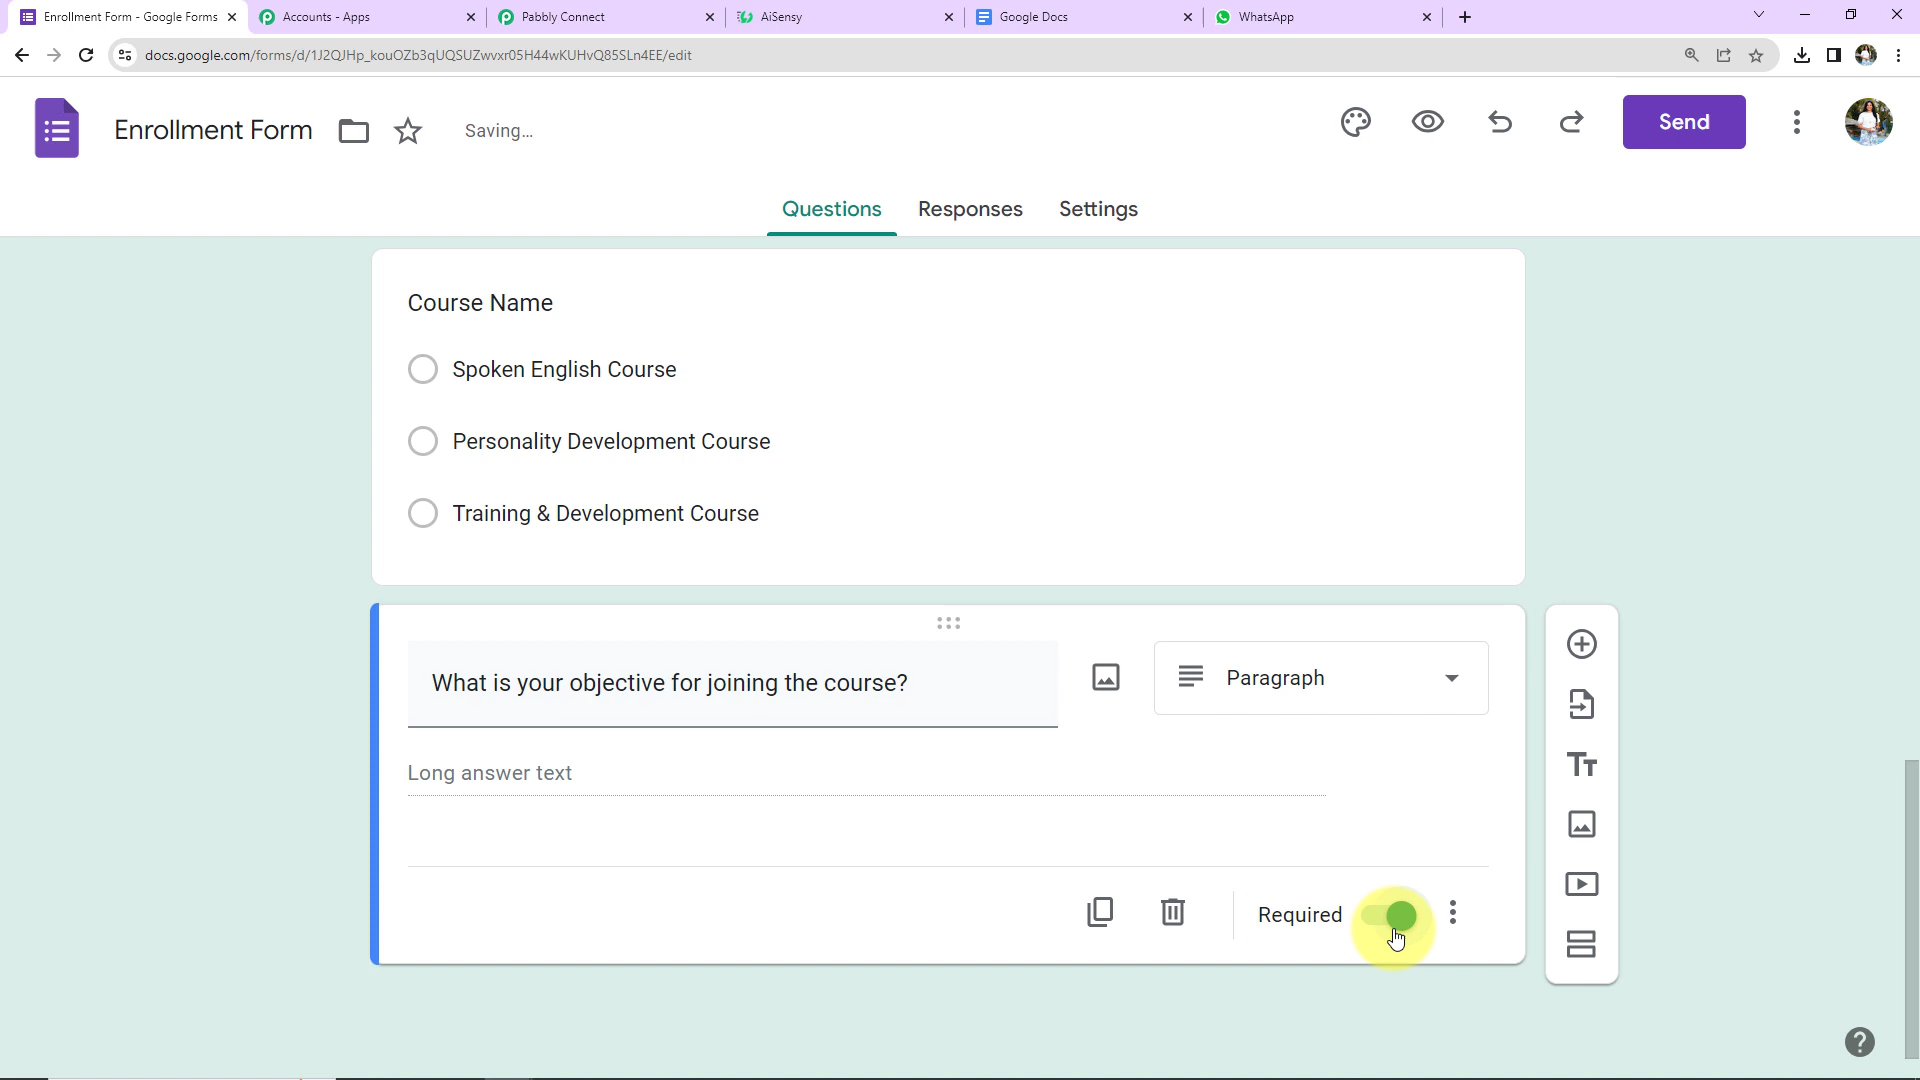 Enrollment Form - Google Forms
Accounts - Apps
Pabbly Connect
AiSensy
Google Docs
WhatsApp
docs.google.com/forms/d/1J2QJHp_kouOZb3qUQSUZwvxr05H44wKUHvQ85SLn4EE/edit
Enrollment Form
Saving...
Send
Questions
Responses
Settings
Course Name
Spoken English Course
Personality Development Course
Training & Development Course
What is your objective for joining the course?
Paragraph
Long answer text
Required